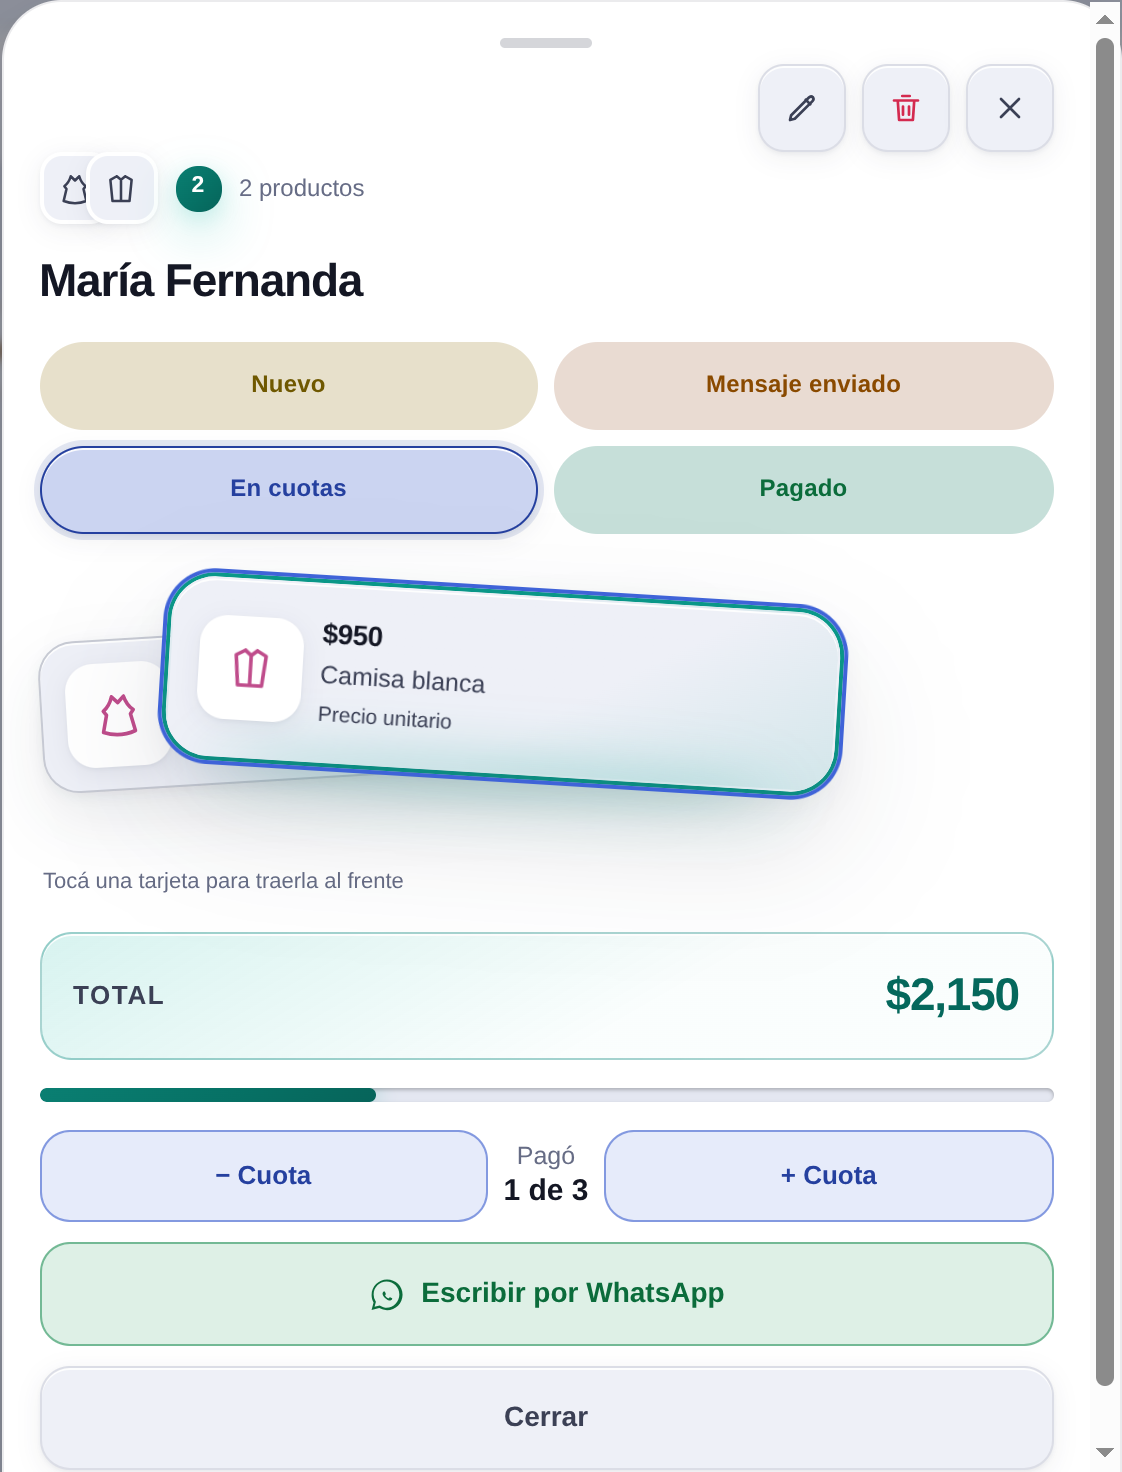 2
2 productos
María Fernanda
Nuevo
Mensaje enviado
En cuotas
Pagado
$950
Camisa blanca
Precio unitario
Tocá una tarjeta para traerla al frente
TOTAL
$2,150
− Cuota
Pagó
1 de 3
+ Cuota
Escribir por WhatsApp
Cerrar